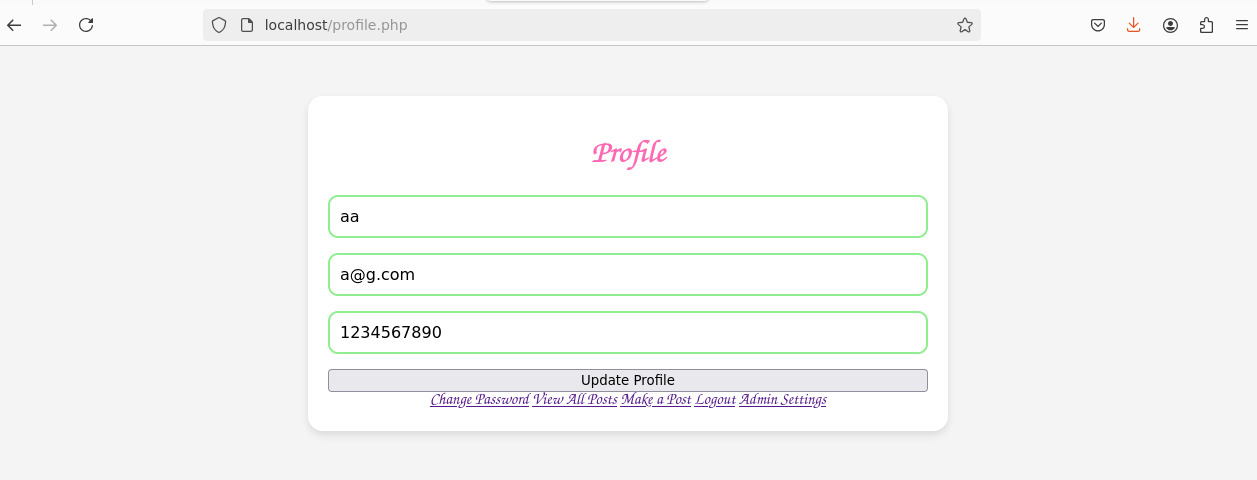 localhost/profile.php
Profile
aa
a@g.com
1234567890
Update Profile
Change Password View All Posts Make a Post Logout Admin Settings